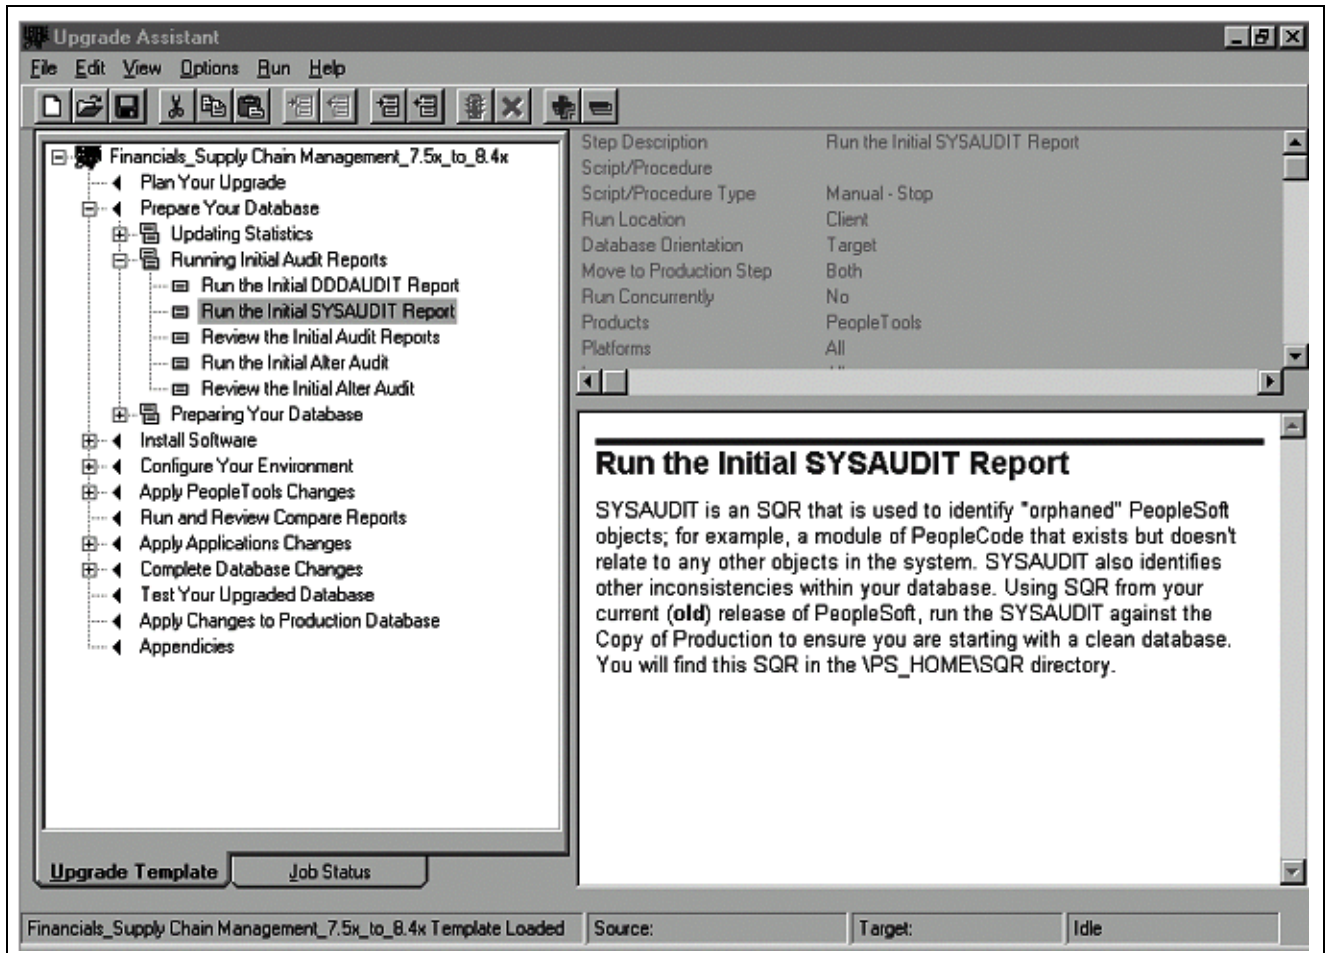 Upgrade Assistant
File Edit View Options Run Help
Financials_Supply Chain Management_7.5x_to_8.4x
Plan Your Upgrade
Prepare Your Database
Updating Statistics
Running Initial Audit Reports
Run the Initial DDDAUDIT Report
Run the Initial SYSAUDIT Report
Review the Initial Audit Reports
Run the Initial Alter Audit
Review the Initial Alter Audit
Preparing Your Database
Install Software
Configure Your Environment
Apply PeopleTools Changes
Run and Review Compare Reports
Apply Applications Changes
Complete Database Changes
Test Your Upgraded Database
Apply Changes to Production Database
Appendicies
Upgrade Template Job Status
Step Description Run the Initial SYSAUDIT Report
Script/Procedure
Script/Procedure Type Manual - Stop
Run Location Client
Database Orientation Target
Move to Production Step Both
Run Concurrently No
Products PeopleTools
Platforms All
Run the Initial SYSAUDIT Report
SYSAUDIT is an SQR that is used to identify "orphaned" PeopleSoft
objects; for example, a module of PeopleCode that exists but doesn't
relate to any other objects in the system. SYSAUDIT also identifies
other inconsistencies within your database. Using SQR from your
current (old) release of PeopleSoft, run the SYSAUDIT against the
Copy of Production to ensure you are starting with a clean database.
You will find this SQR in the \PS_HOME\SQR directory.
Financials_Supply Chain Management_7.5x_to_8.4x Template Loaded Source: Target: Idle